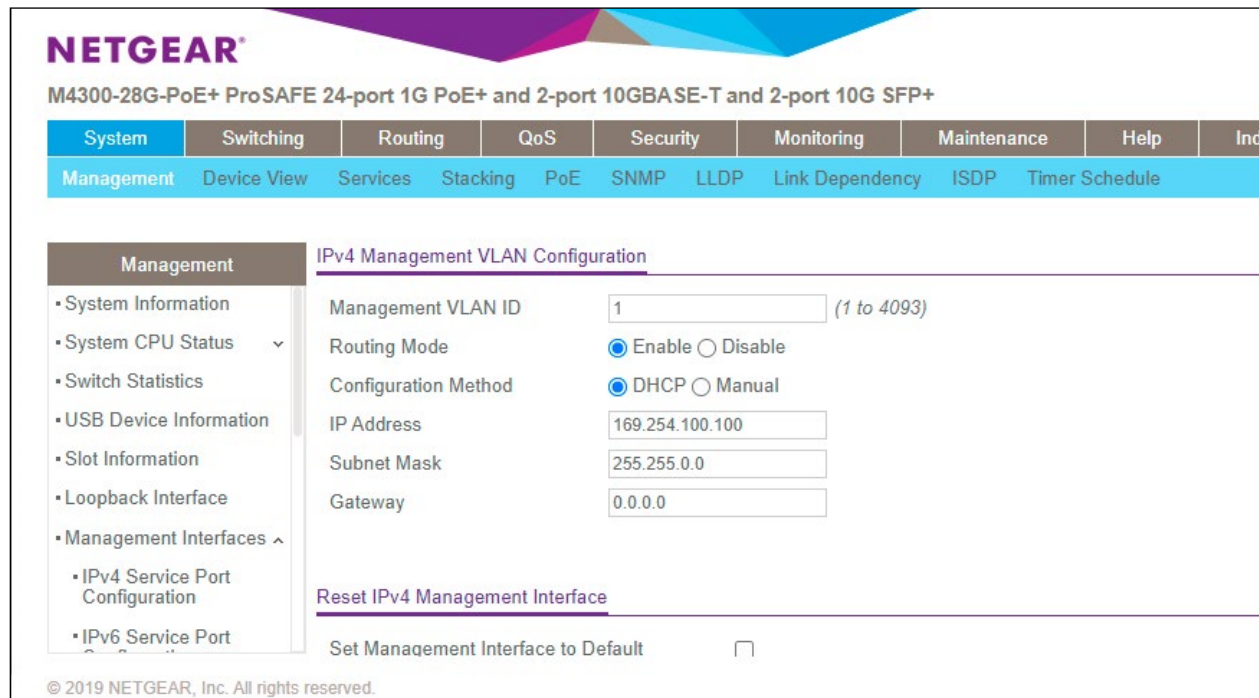 NETGEAR®
M4300-28G-PoE+ ProSAFE 24-port 1G PoE+ and 2-port 10GBASE-T and 2-port 10G SFP+
System Switching Routing QoS Security Monitoring Maintenance Help
Management Device View Services Stacking PoE SNMP LLDP Link Dependency ISDP Timer Schedule
Management
System Information
System CPU Status
Switch Statistics
USB Device Information
Slot Information
Loopback Interface
Management Interfaces
IPv4 Service Port
Configuration
IPv6 Service Port
IPv4 Management VLAN Configuration
Management VLAN ID 1 (1 to 4093)
Routing Mode Enable Disable
Configuration Method DHCP Manual
IP Address 169.254.100.100
Subnet Mask 255.255.0.0
Gateway 0.0.0.0
Reset IPv4 Management Interface
Set Management Interface to Default
© 2019 NETGEAR, Inc. All rights reserved.